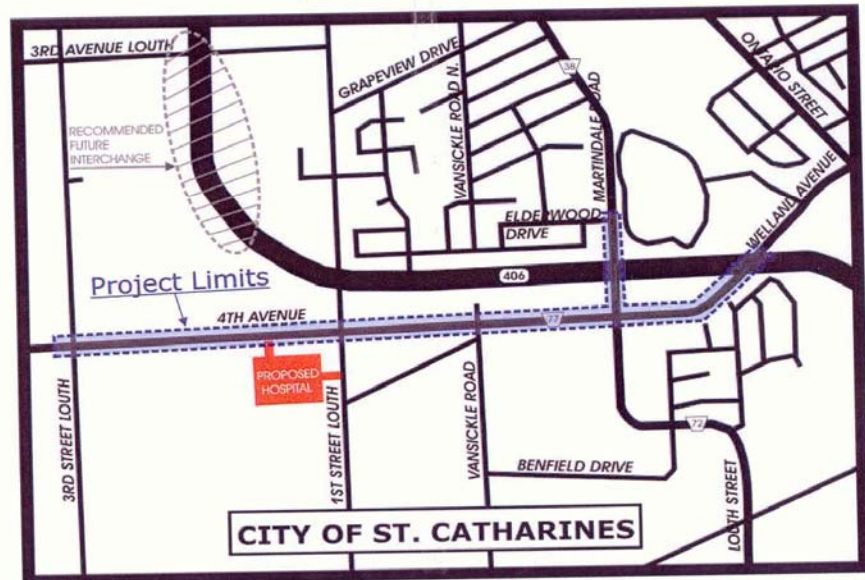 3RD AVENUE LOUTH
GRAPEVIEW DRIVE
VANSICKLE ROAD N.
38
MARTINDALE ROAD
ONTARIO STREET
RECOMMENDED
FUTURE
INTERCHANGE
ELDERWOOD
DRIVE
WELLAND AVENUE
406
Project Limits
4TH AVENUE
77
PROPOSED
HOSPITAL
3RD STREET LOUTH
1ST STREET LOUTH
VANSICKLE ROAD
72
BENFIELD DRIVE
LOUTH STREET
CITY OF ST. CATHARINES